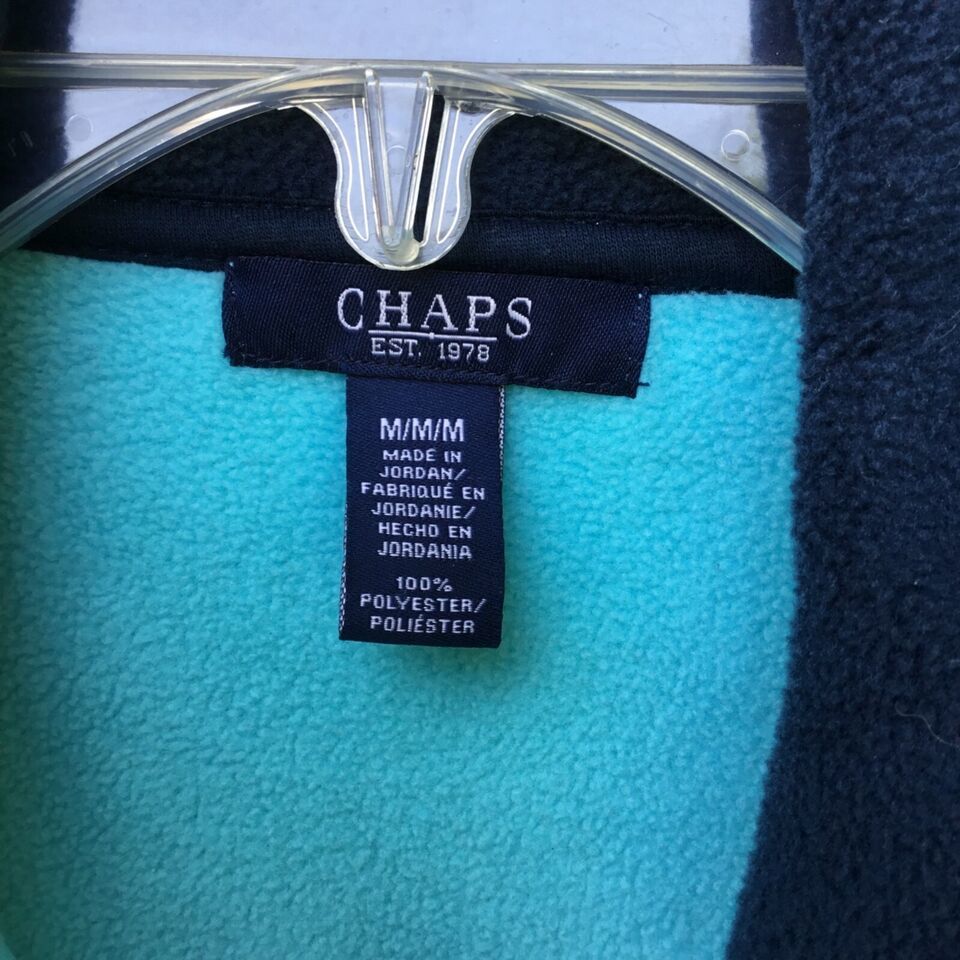 CHAPS
EST. 1978
M/M/M
MADE IN
JORDAN/
FABRIQUÉ EN
JORDANIE/
HECHO EN
JORDANIA
100%
POLYESTER/
POLIÉSTER